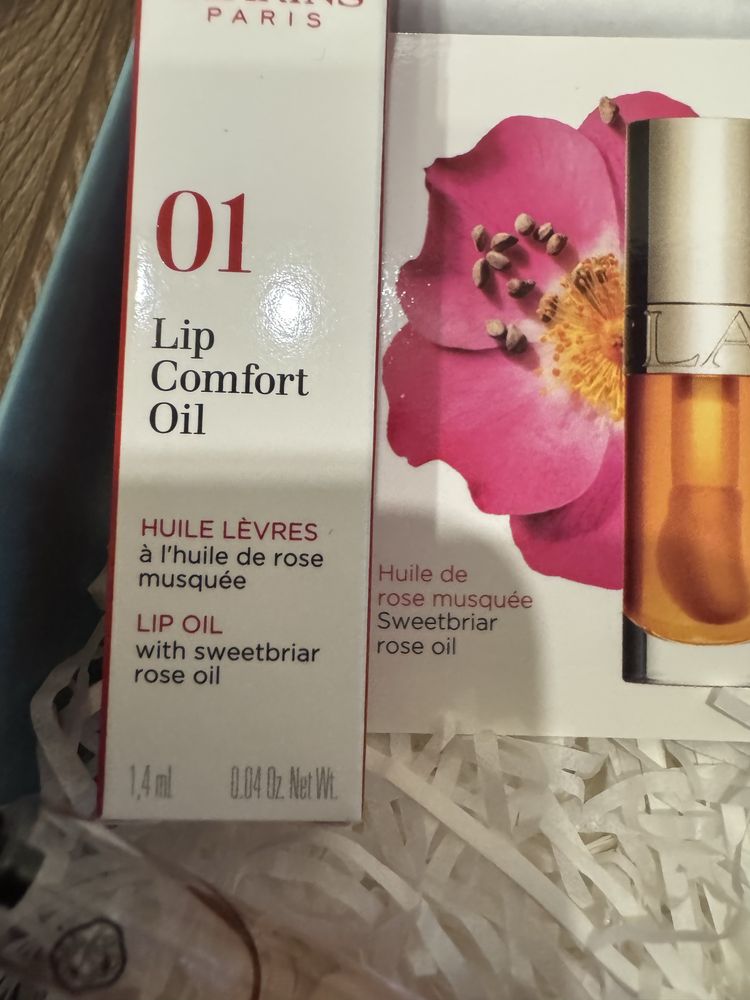 PARIS
01
Lip
Comfort
Oil
HUILE LÈVRES
à l'huile de rose
musquée
LIP OIL
with sweetbriar
rose oil
1,4 ml 0.04 Oz. Net Wt.
Huile de
rose musquée
Sweetbriar
rose oil
LA